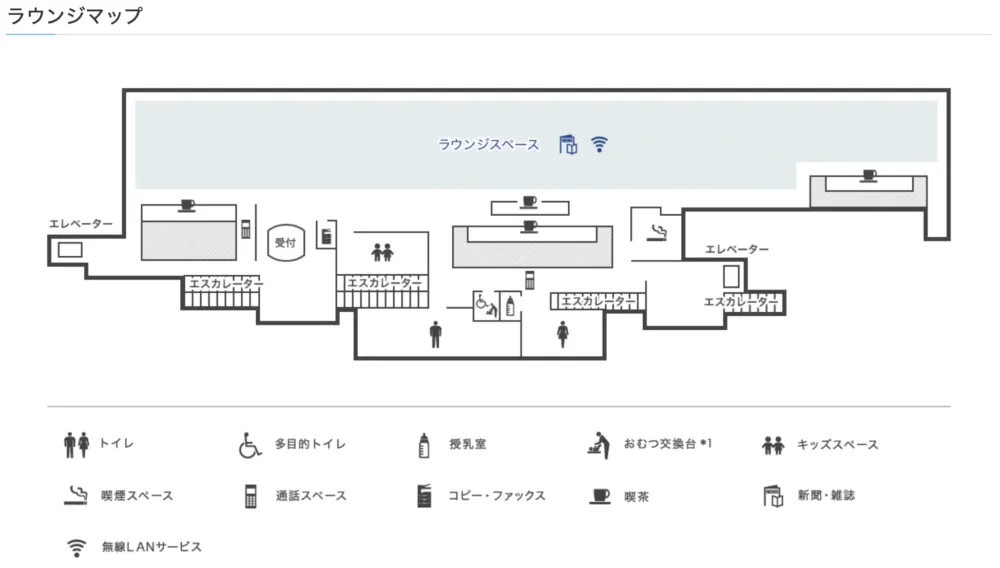 ラウンジマップ
ラウンジスペース
NEWS
エレベーター
受付
エレベーター
エスカレーター
エスカレーター
エスカレーター
エスカレーター
トイレ
多目的トイレ
授乳室
おむつ交換台 *1
キッズスペース
喫煙スペース
通話スペース
コピー・ファックス
喫茶
NEWS
新聞・雑誌
無線LANサービス